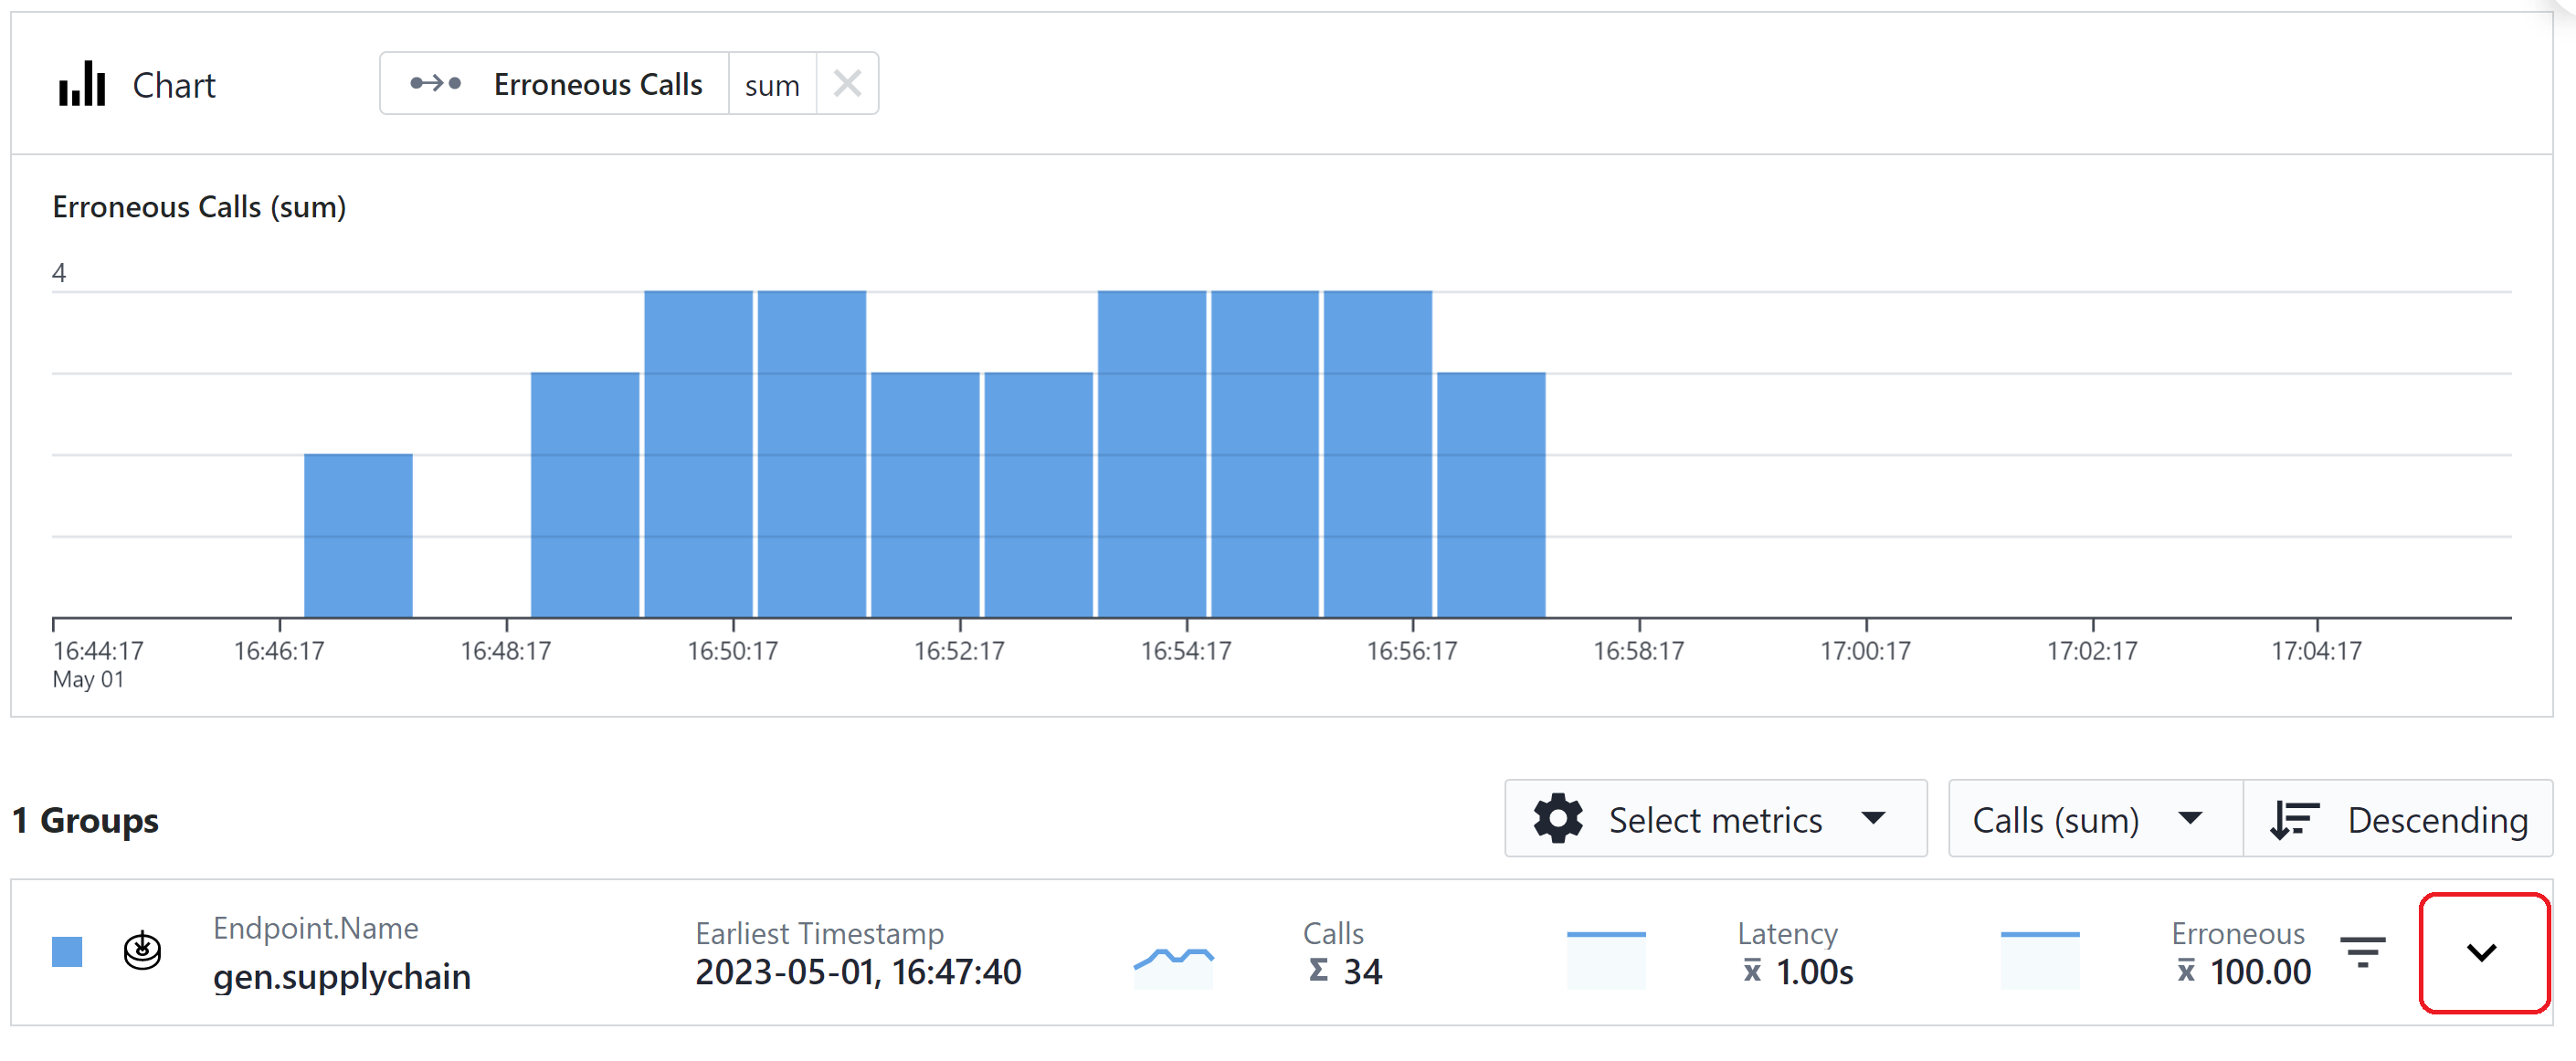 Chart
Erroneous Calls sum
Erroneous Calls (sum)
4
16:44:17 16:46:17 16:48:17 16:50:17 16:52:17 16:54:17 16:56:17 16:58:17 17:00:17 17:02:17 17:04:17
May 01
1 Groups
Select metrics
Calls (sum)
Descending
Endpoint.Name
gen.supplychain
Earliest Timestamp
2023-05-01, 16:47:40
Calls
Σ 34
Latency
x̅ 1.00s
Erroneous
x̅ 100.00